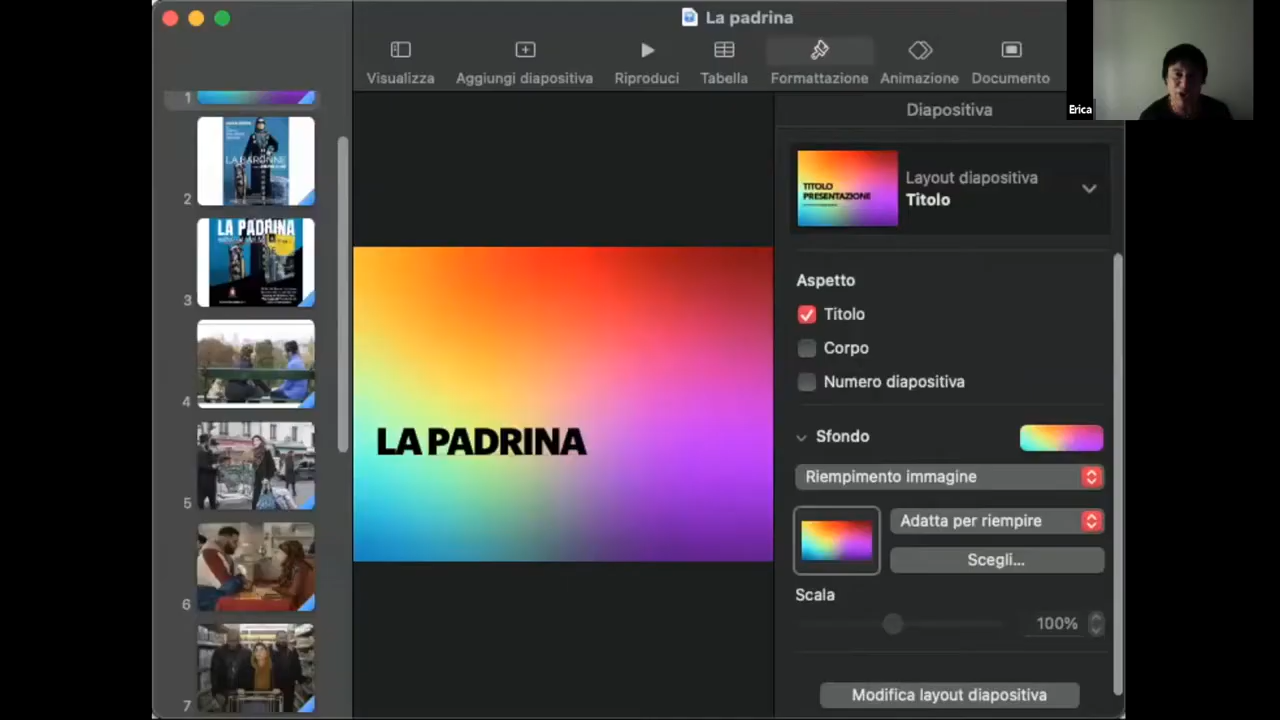 La padrina
Visualizza
Aggiungi diapositiva
Riproduci
Tabella
Formattazione
Animazione
Documento
Erica
Diapositiva
1
2
LA BARONNE
3
LA PADRINA
4
5
6
7
LA PADRINA
TITOLO
PRESENTAZIONE
Layout diapositiva
Titolo
Aspetto
Titolo
Corpo
Numero diapositiva
Sfondo
Riempimento immagine
Adatta per riempire
Scegli...
Scala
100%
Modifica layout diapositiva